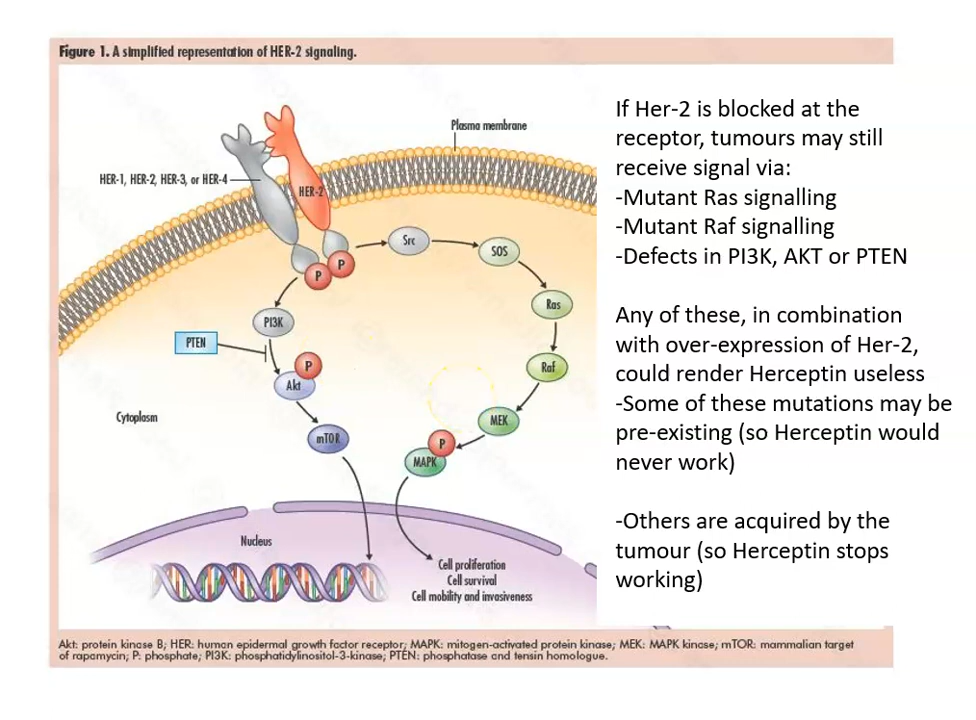 Figure 1. A simplified representation of HER-2 signaling.
Plasma membrane
HER-1, HER-2, HER-3, or HER-4
HER-2
P
P
Src
SOS
Ras
Raf
MEK
P
MAPK
PI3K
PTEN
P
Akt
mTOR
Cytoplasm
Nucleus
Cell proliferation
Cell survival
Cell mobility and invasiveness
Akt: protein kinase B; HER: human epidermal growth factor receptor; MAPK: mitogen-activated protein kinase; MEK: MAPK kinase; mTOR: mammalian target
of rapamycin; P: phosphate; PI3K: phosphatidylinositol-3-kinase; PTEN: phosphatase and tensin homologue.
If Her-2 is blocked at the
receptor, tumours may still
receive signal via:
-Mutant Ras signalling
-Mutant Raf signalling
-Defects in PI3K, AKT or PTEN
Any of these, in combination
with over-expression of Her-2,
could render Herceptin useless
-Some of these mutations may be
pre-existing (so Herceptin would
never work)
-Others are acquired by the
tumour (so Herceptin stops
working)